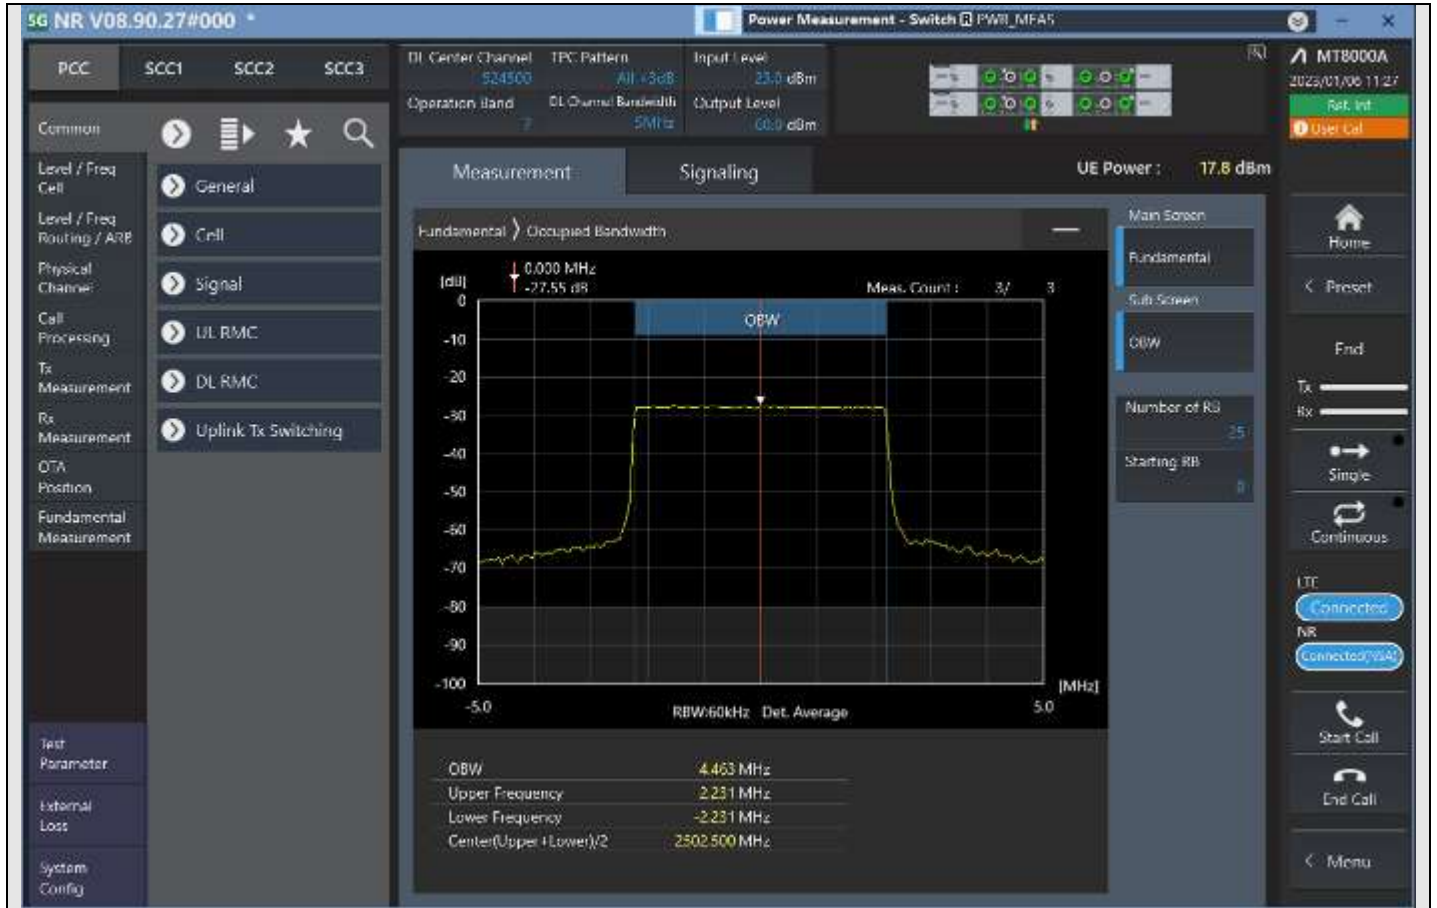 5G NR V08.90.27#000 *
Power Measurement - Switch PWR_MEAS
PCC
SCC1
SCC2
SCC3
DL Center Channel
524500
TPC Pattern
All +3dB
Input Level
23.0 dBm
Operation Band
7
DL Channel Bandwidth
5MHz
Output Level
dBm
MT8000A
2023/01/06 11:27
Ref. Int
User Cal
Common
Level / Freq
Cell
Level / Freq
Routing / ARB
Physical
Channel
Call
Processing
Tx
Measurement
Rx
Measurement
OTA
Position
Fundamental
Measurement
Test
Parameter
External
Loss
System
Config
General
Cell
Signal
UL RMC
DL RMC
Uplink Tx Switching
Measurement
Signaling
UE Power : 17.8 dBm
Fundamental > Occupied Bandwidth
[dB]
0.000 MHz
-27.55 dB
Meas. Count : 3/ 3
OBW
0
-10
-20
-30
-40
-50
-60
-70
-80
-90
-100
-5.0
RBW:60kHz Det. Average
5.0
[MHz]
OBW 4.463 MHz
Upper Frequency 2.231 MHz
Lower Frequency -2.231 MHz
Center(Upper+Lower)/2 2502.500 MHz
Main Screen
Fundamental
Sub Screen
OBW
Number of RB
25
Starting RB
0
Home
< Preset
End
Tx
Rx
Single
Continuous
LTE
Connected
NR
Connected(NSA)
Start Call
End Call
< Menu